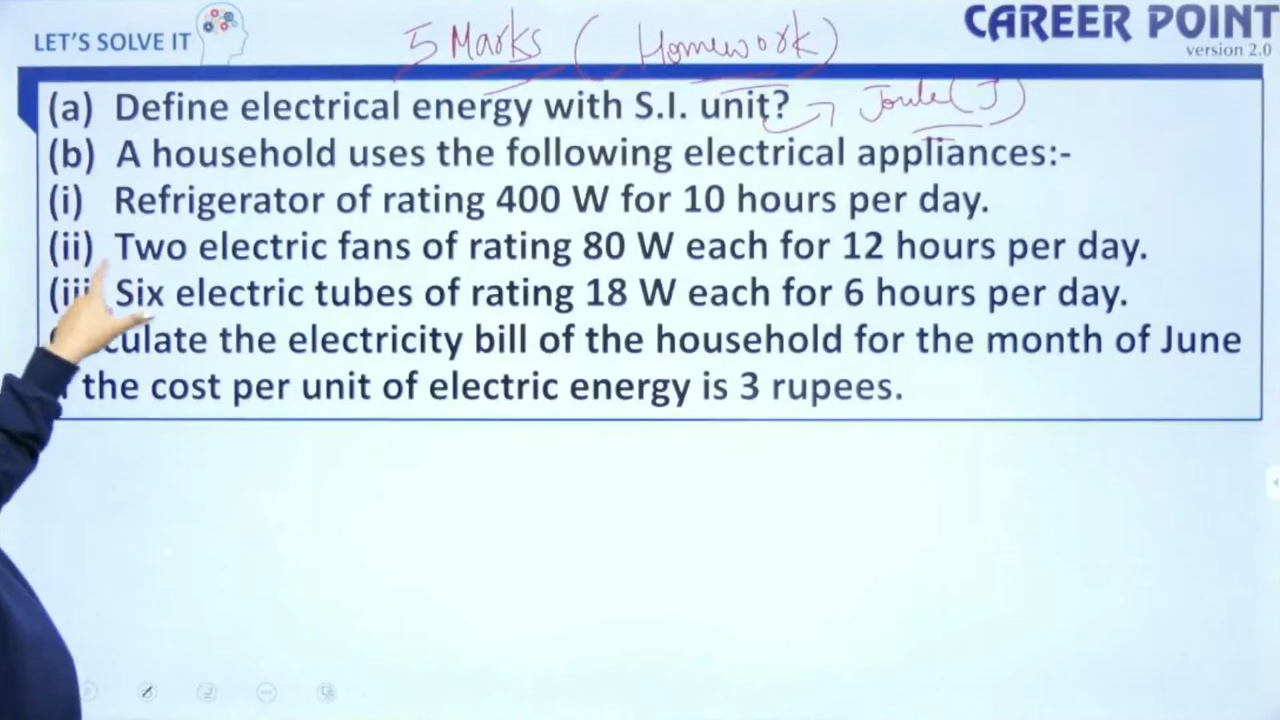 LET'S SOLVE IT
5 Marks ( Homework)
CAREER POINT
version 2.0
(a) Define electrical energy with S.I. unit? → Joule(J)
(b) A household uses the following electrical appliances:-
(i) Refrigerator of rating 400 W for 10 hours per day.
(ii) Two electric fans of rating 80 W each for 12 hours per day.
(iii Six electric tubes of rating 18 W each for 6 hours per day.
the electricity bill of the household for the month of June
the cost per unit of electric energy is 3 rupees.